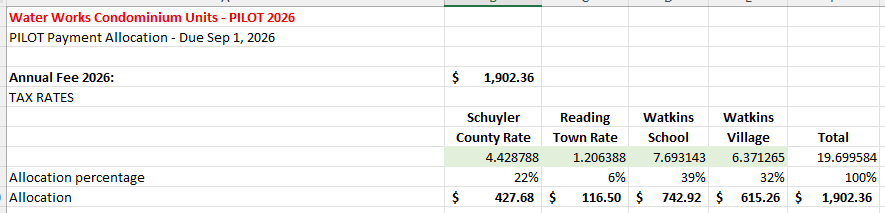 Water Works Condominium Units - PILOT 2026
PILOT Payment Allocation - Due Sep 1, 2026
Annual Fee 2026: $ 1,902.36
TAX RATES
Schuyler Reading Watkins Watkins
County Rate Town Rate School Village Total
4.428788 1.206388 7.693143 6.371265 19.699584
Allocation percentage 22% 6% 39% 32% 100%
Allocation $ 427.68 $ 116.50 $ 742.92 $ 615.26 $ 1,902.36